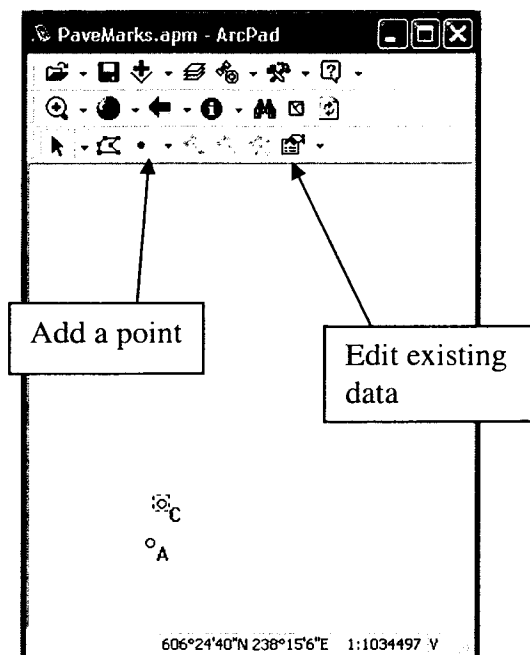 PaveMarks.apm - ArcPad
Add a point
Edit existing
data
C
A
606°24'40"N 238°15'6"E 1:1034497 V